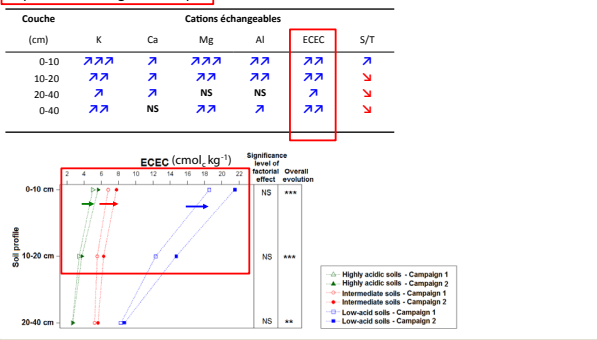 Couche Cations échangeables
(cm) K Ca Mg Al ECEC S/T
0-10 ↗↗↗ ↗ ↗↗↗ ↗↗ ↗↗ ↗
10-20 ↗↗ ↗ ↗↗ ↗↗ ↗↗ ↘
20-40 ↗ ↗ NS NS ↗ ↘
0-40 ↗↗ NS ↗↗ ↗ ↗↗ ↘
ECEC (cmolc kg-1)
Significance
level of
factorial Overall
effect evolution
2 4 6 8 10 12 14 16 18 20 22
0-10 cm NS ***
10-20 cm NS ***
20-40 cm NS **
Soil profile
Highly acidic soils - Campaign 1
Highly acidic soils - Campaign 2
Intermediate soils - Campaign 1
Intermediate soils - Campaign 2
Low-acid soils - Campaign 1
Low-acid soils - Campaign 2